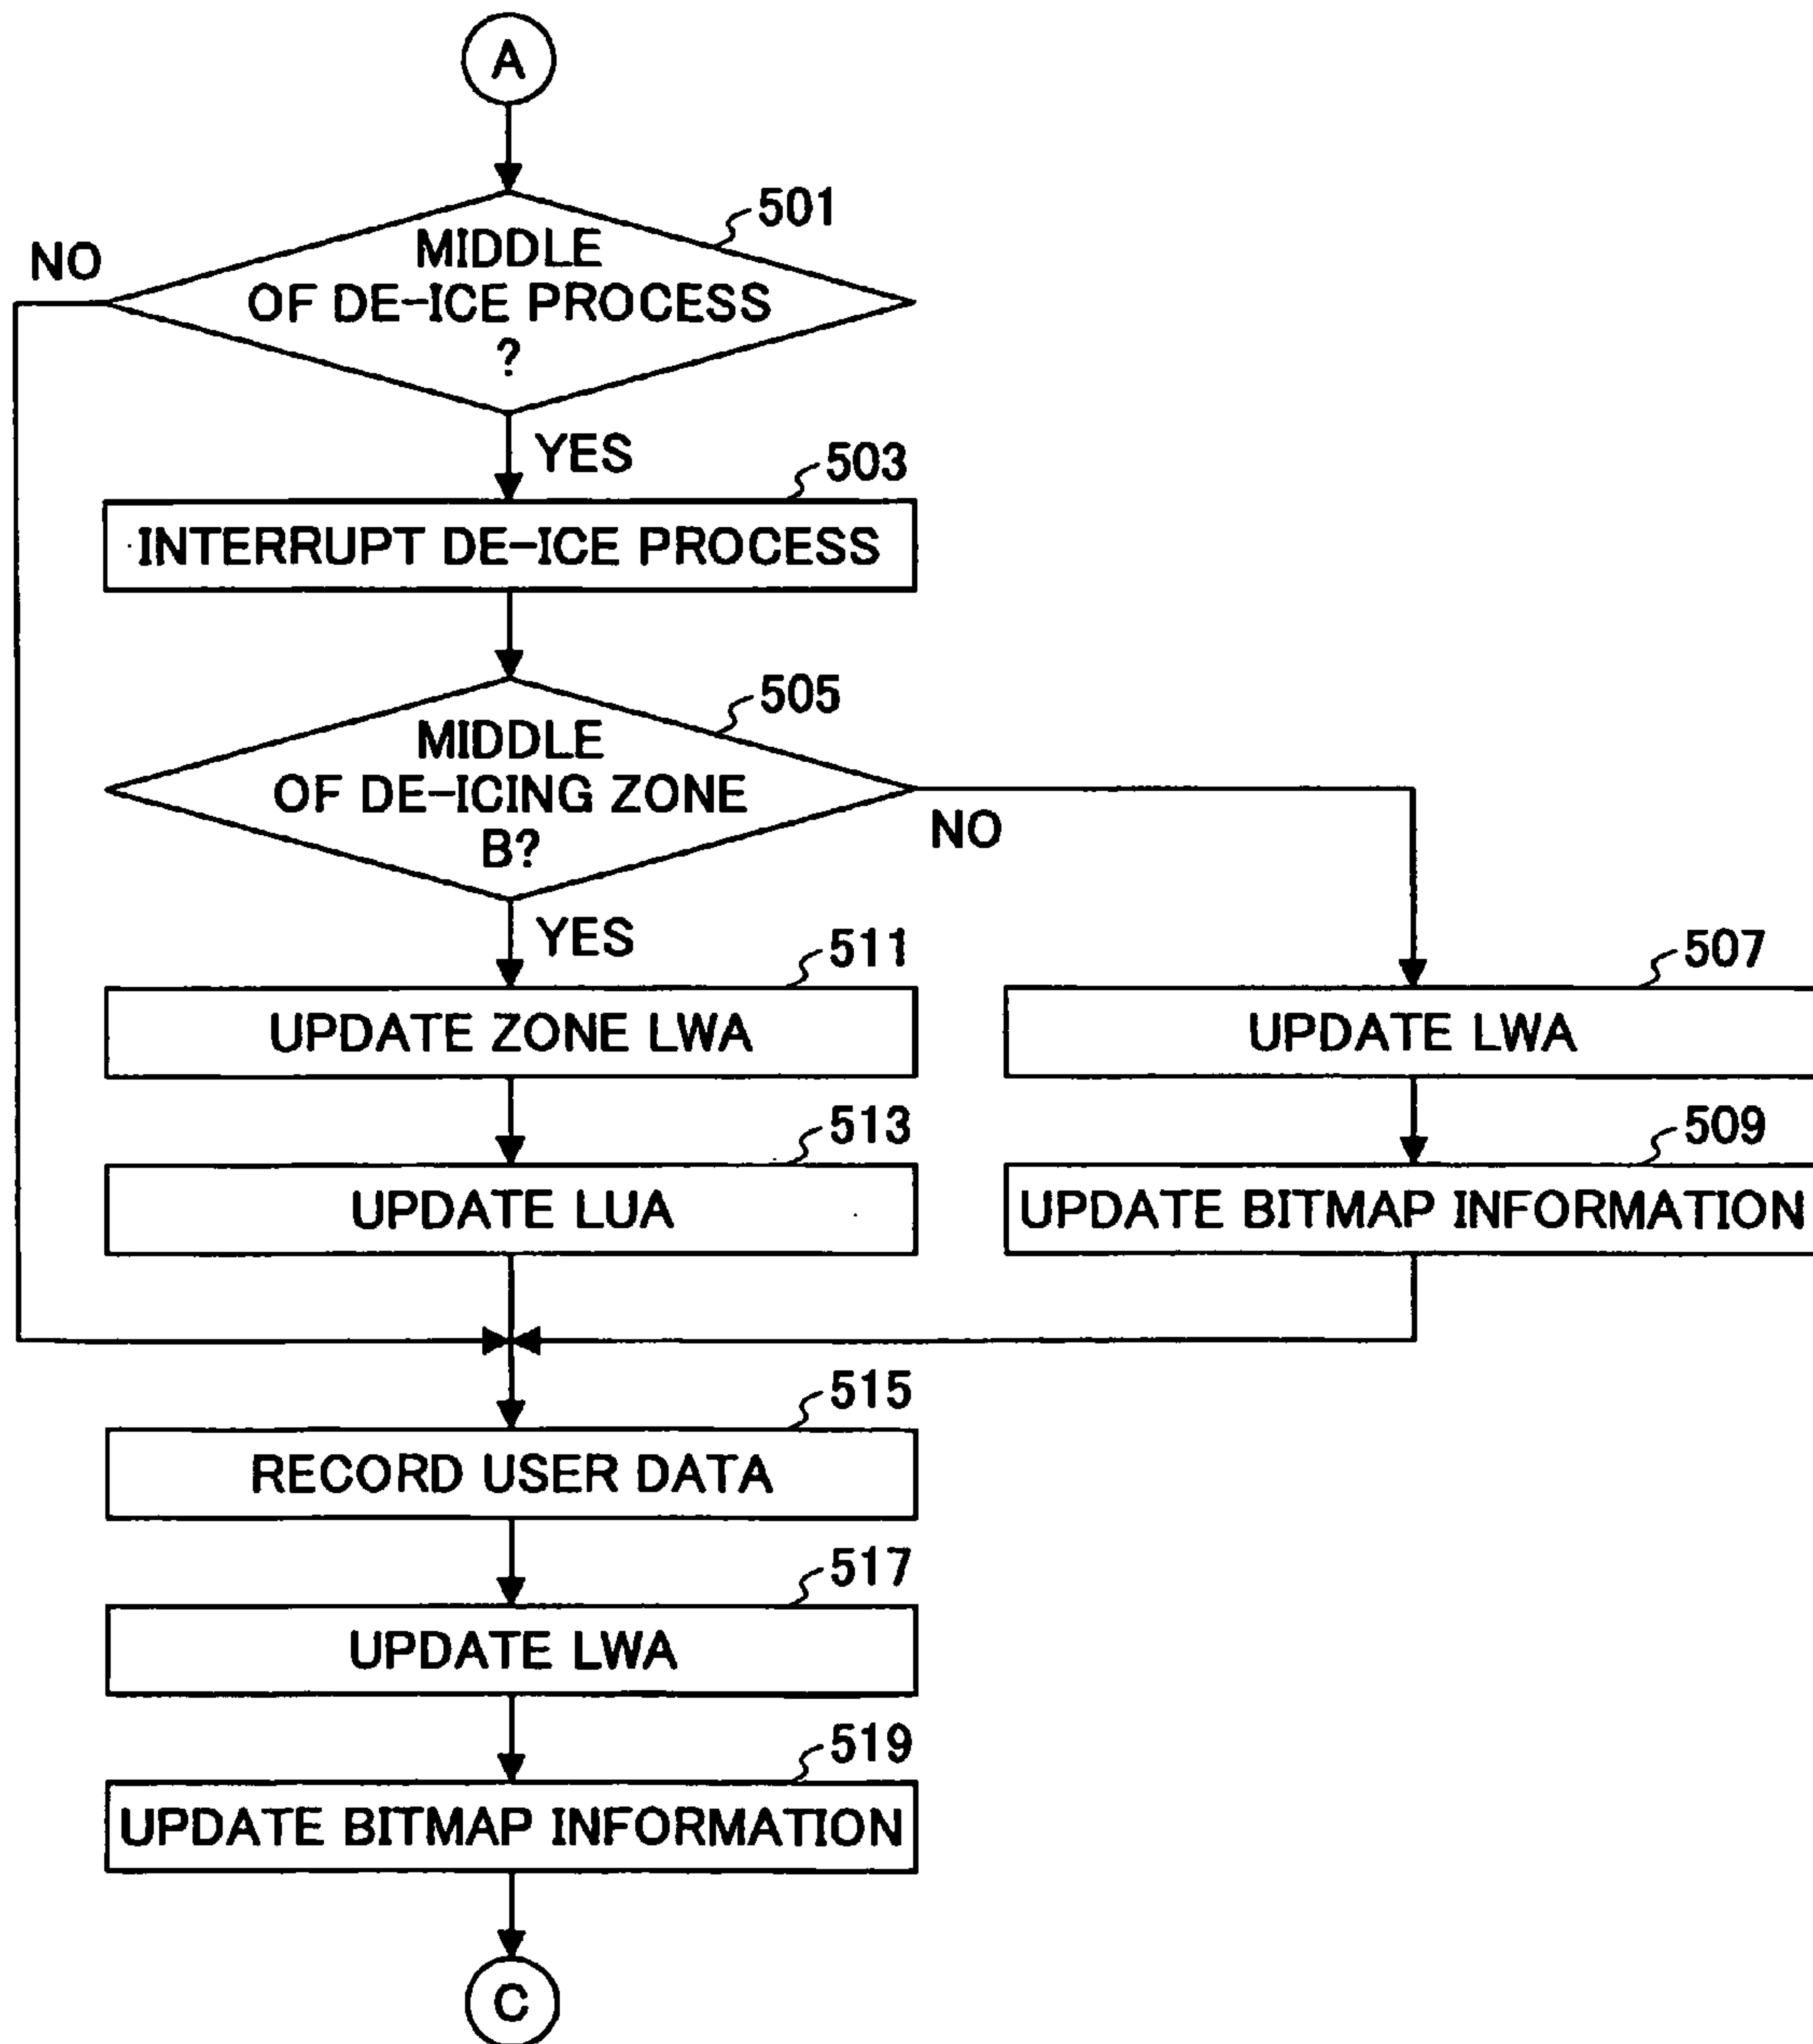 A
501
MIDDLE
OF DE-ICE PROCESS
?
NO
YES
503
INTERRUPT DE-ICE PROCESS
505
MIDDLE
OF DE-ICING ZONE
B?
NO
YES
511
UPDATE ZONE LWA
507
UPDATE LWA
513
UPDATE LUA
509
UPDATE BITMAP INFORMATION
515
RECORD USER DATA
517
UPDATE LWA
519
UPDATE BITMAP INFORMATION
C